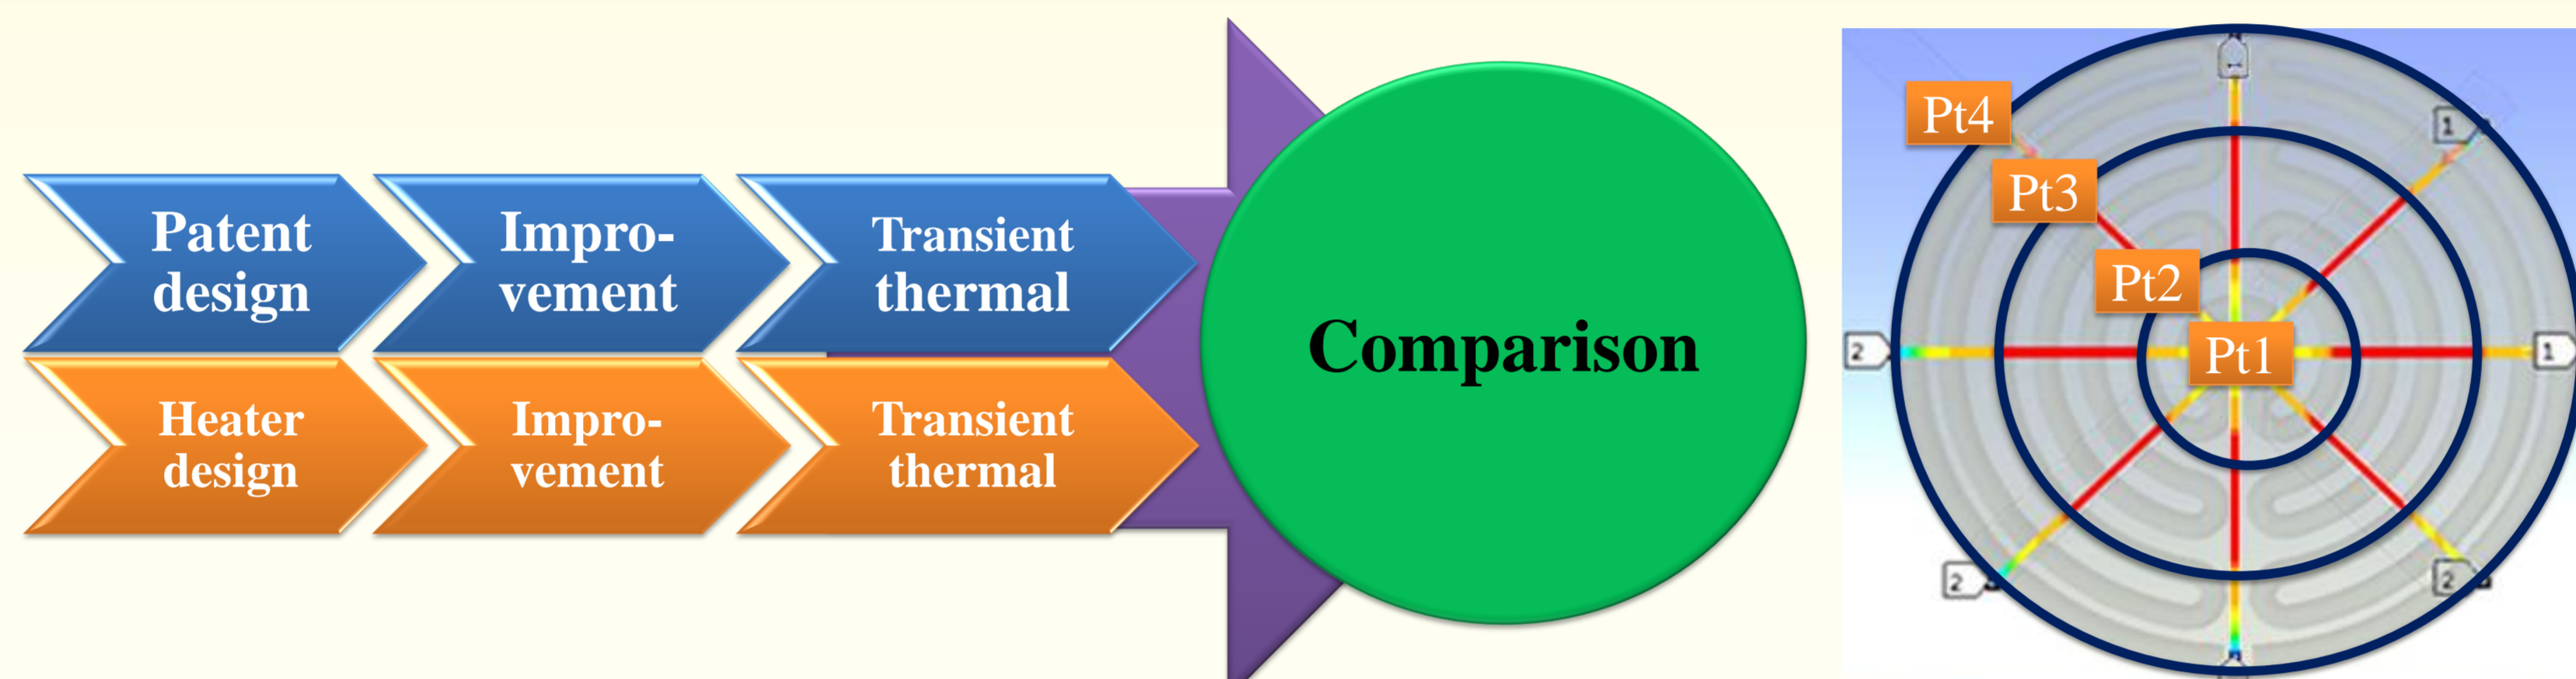 Patent
design
Impro-
vement
Transient
thermal
Heater
design
Impro-
vement
Transient
thermal
Comparison
Pt4
Pt3
Pt2
Pt1
1
1
2
2
2